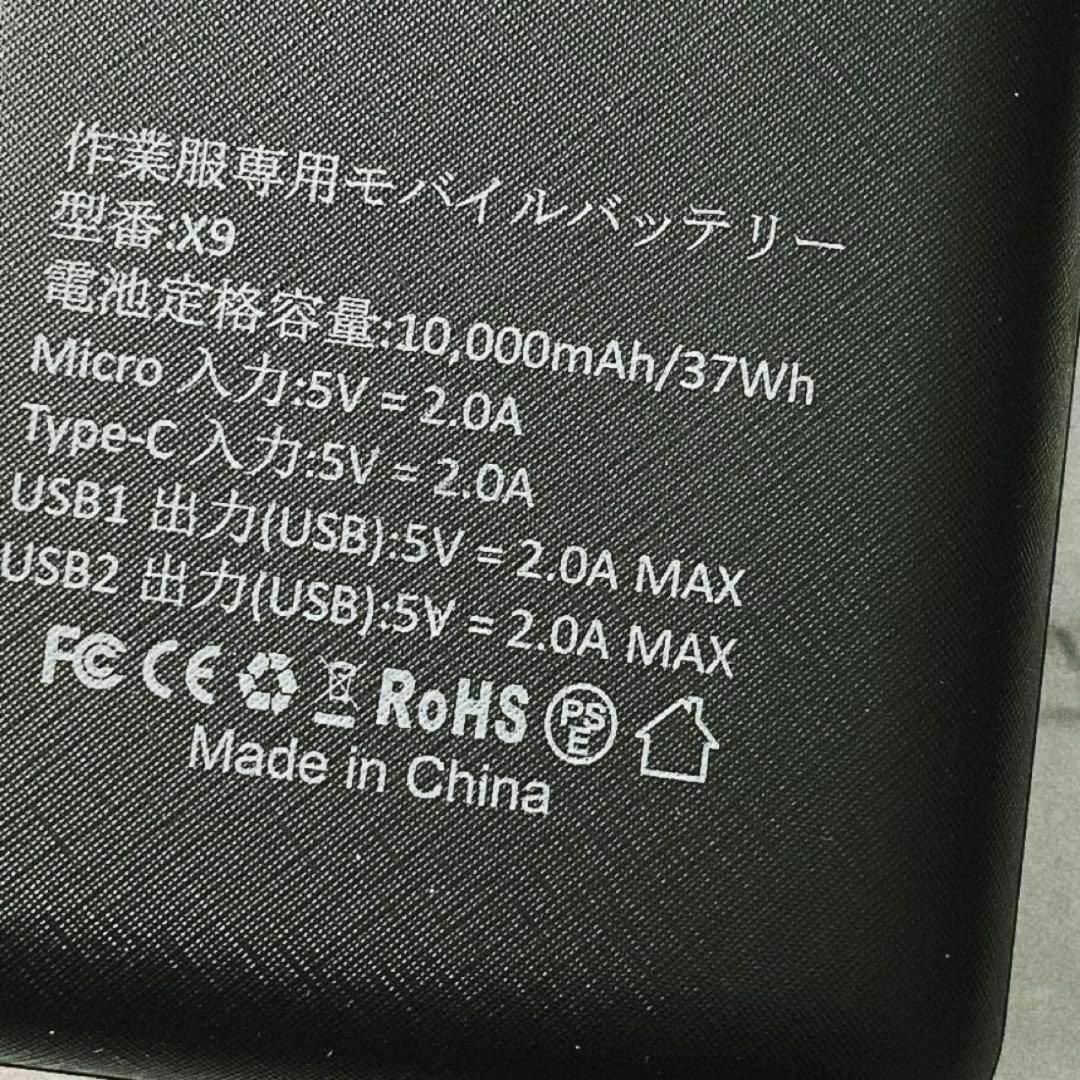 作業服専用モバイルバッテリー
型番:X9
電池定格容量:10,000mAh/37Wh
Micro 入力:5V = 2.0A
Type-C 入力:5V = 2.0A
USB1 出力(USB):5V = 2.0A MAX
USB2 出力(USB):5V = 2.0A MAX
FC CE RoHS PSE
Made in China